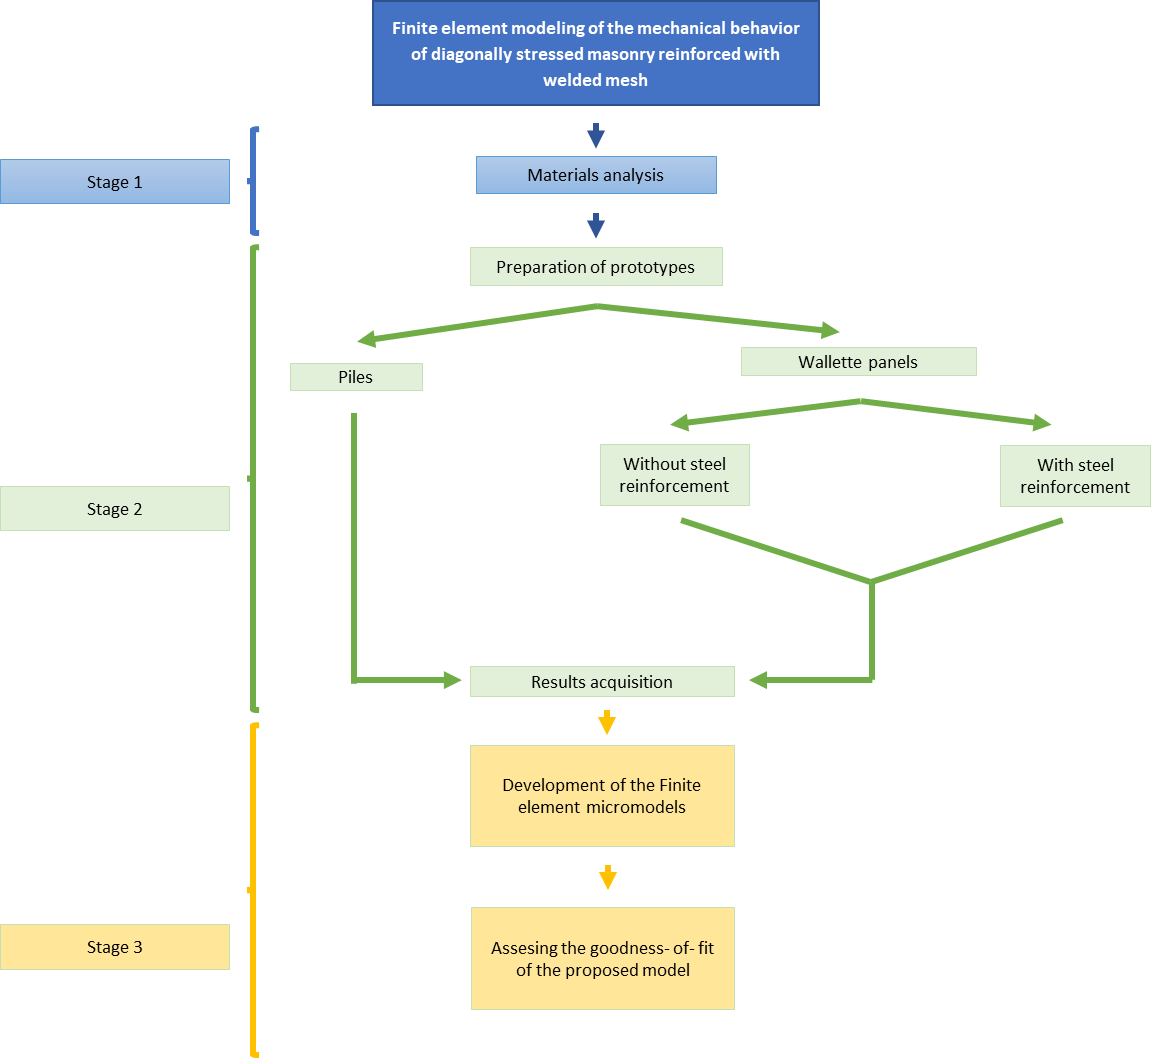 Finite element modeling of the mechanical behavior
of diagonally stressed masonry reinforced with
welded mesh
Stage 1
Materials analysis
Preparation of prototypes
Piles
Wallette panels
Without steel
reinforcement
With steel
reinforcement
Stage 2
Results acquisition
Development of the Finite
element micromodels
Stage 3
Assesing the goodness- of- fit
of the proposed model